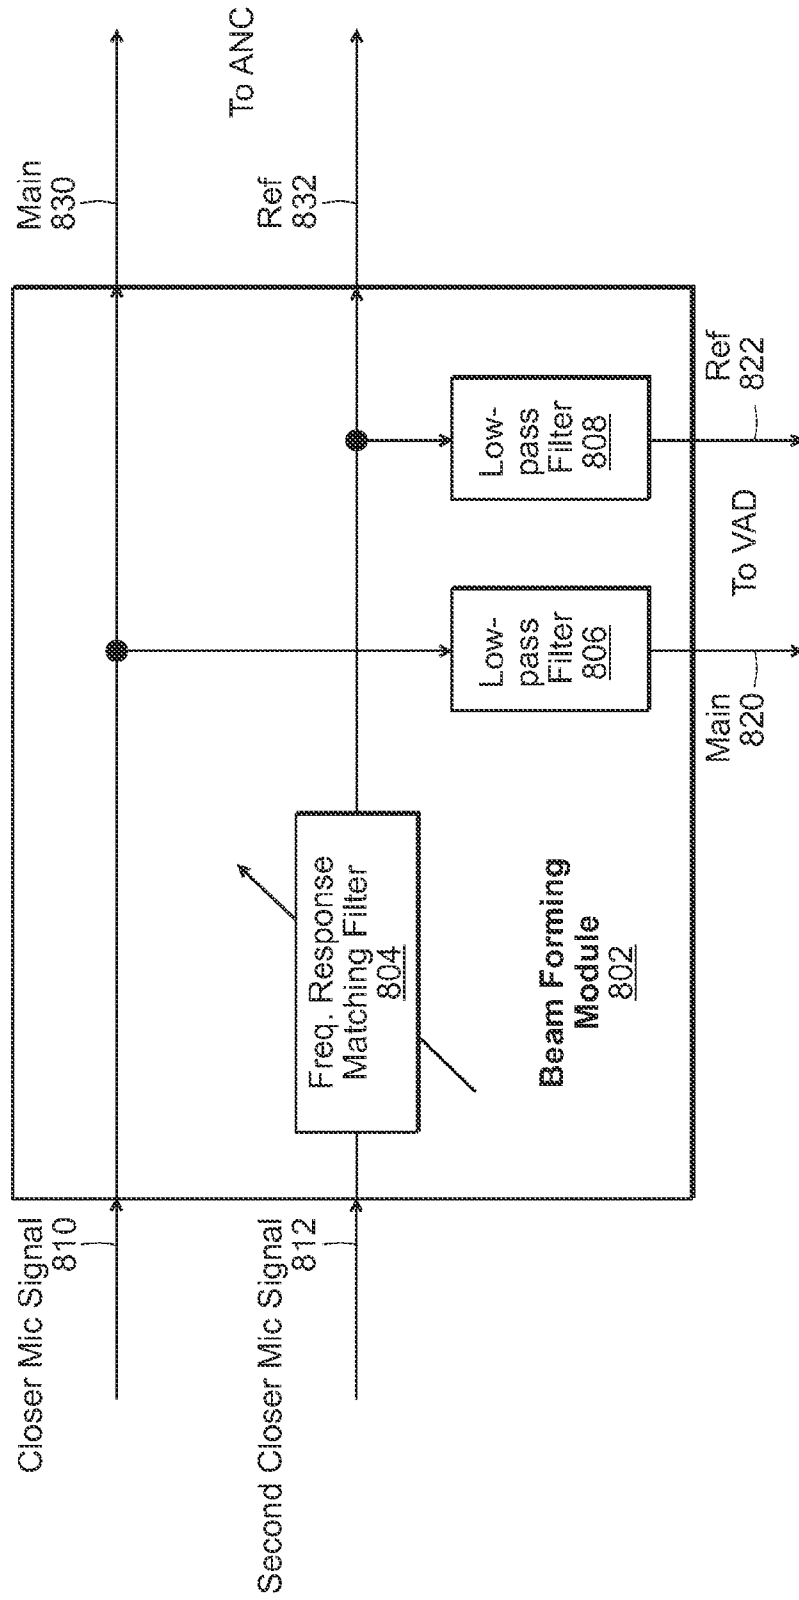 Closer Mic Signal
810
Second Closer Mic Signal
812
Freq. Response
Matching Filter
804
Beam Forming
Module
802
Low-
pass
Filter
806
Low-
pass
Filter
808
Main
820
To VAD
Ref
822
Main
830
Ref
832
To ANC